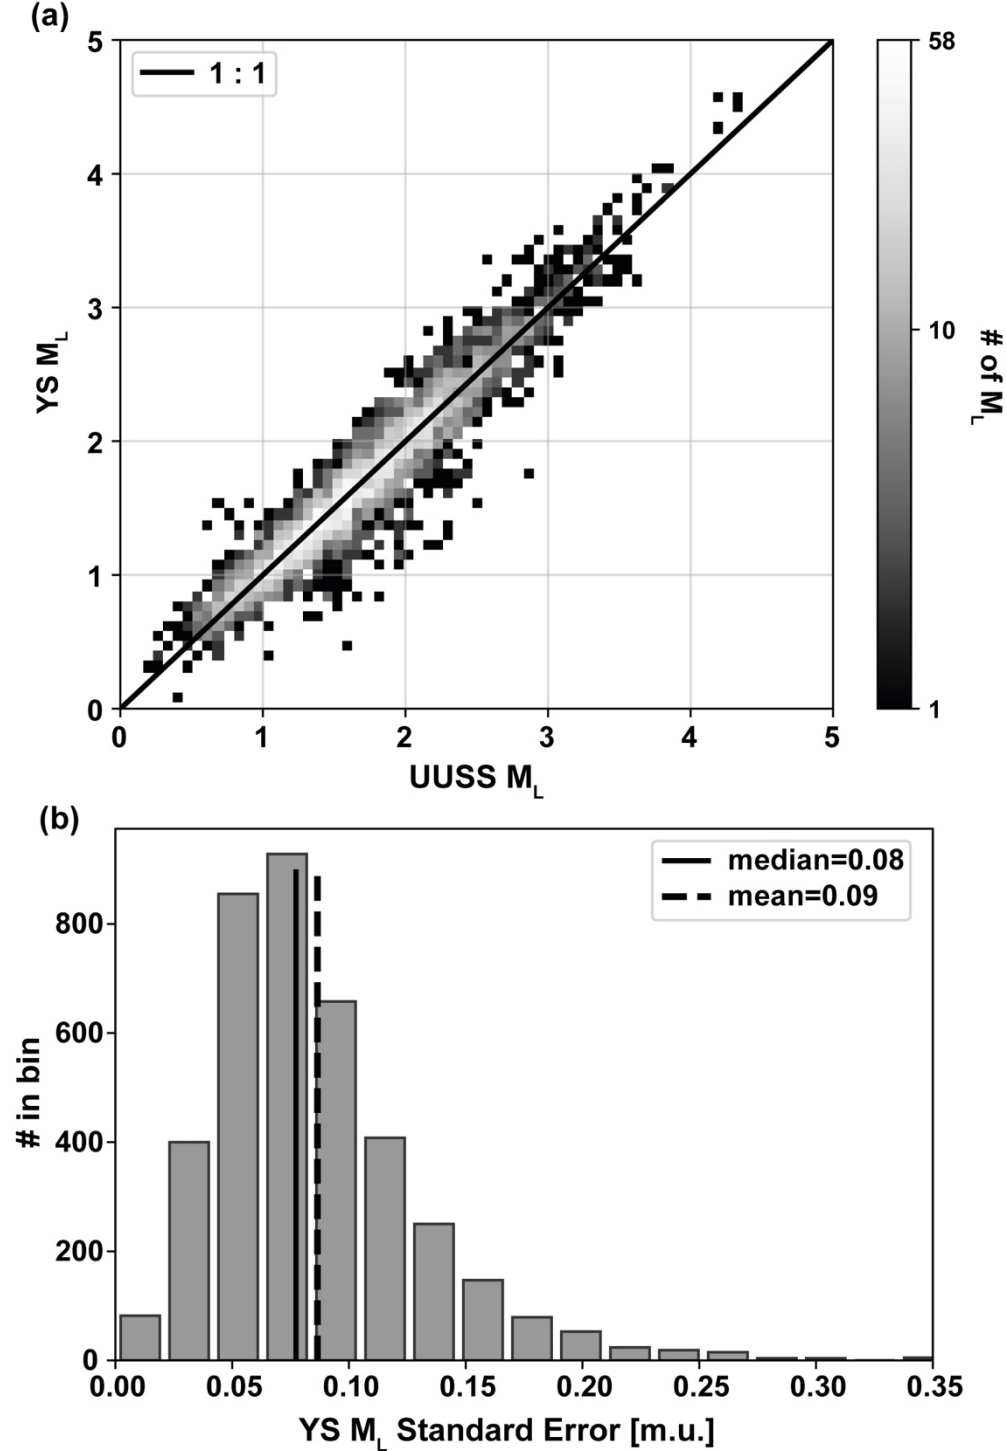 (a)
5
4
3
2
1
0
1 : 1
YS M_L
0 1 2 3 4 5
UUSS M_L
58
10
1
# of M_L
(b)
median=0.08
mean=0.09
800
600
400
200
0
# in bin
0.00 0.05 0.10 0.15 0.20 0.25 0.30 0.35
YS M_L Standard Error [m.u.]